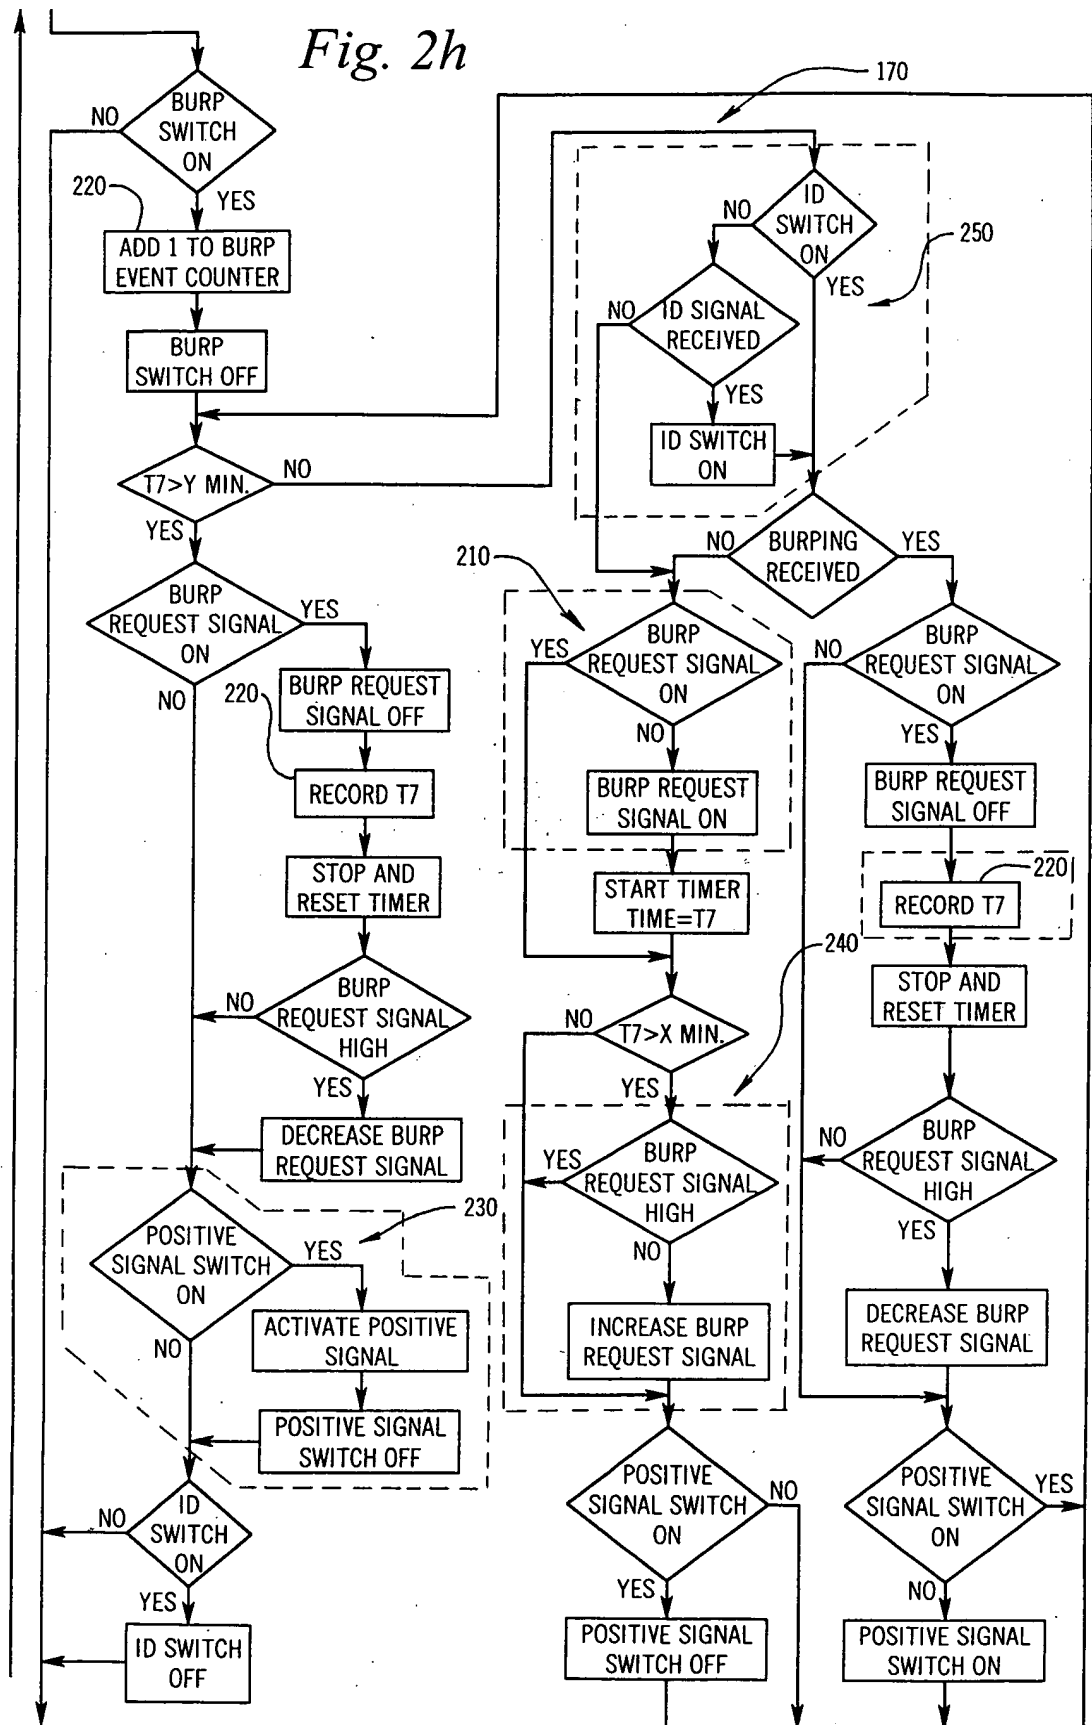 Fig. 2h
170
BURP
SWITCH
ON
NO
YES
220
ADD 1 TO BURP
EVENT COUNTER
BURP
SWITCH OFF
T7>Y MIN.
NO
YES
BURP
REQUEST SIGNAL
ON
YES
NO
BURP REQUEST
SIGNAL OFF
220
RECORD T7
STOP AND
RESET TIMER
BURP
REQUEST SIGNAL
HIGH
NO
YES
DECREASE BURP
REQUEST SIGNAL
230
POSITIVE
SIGNAL SWITCH
ON
YES
NO
ACTIVATE POSITIVE
SIGNAL
POSITIVE SIGNAL
SWITCH OFF
ID
SWITCH
ON
NO
YES
ID SWITCH
OFF
ID
SWITCH
ON
NO
YES
250
ID SIGNAL
RECEIVED
NO
YES
ID SWITCH
ON
BURPING
RECEIVED
NO
YES
210
BURP
REQUEST SIGNAL
ON
YES
NO
BURP REQUEST
SIGNAL ON
START TIMER
TIME=T7
240
T7>X MIN.
NO
YES
BURP
REQUEST SIGNAL
HIGH
YES
NO
INCREASE BURP
REQUEST SIGNAL
POSITIVE
SIGNAL SWITCH
ON
NO
YES
POSITIVE SIGNAL
SWITCH OFF
BURP
REQUEST SIGNAL
ON
NO
YES
BURP REQUEST
SIGNAL OFF
220
RECORD T7
STOP AND
RESET TIMER
BURP
REQUEST SIGNAL
HIGH
NO
YES
DECREASE BURP
REQUEST SIGNAL
POSITIVE
SIGNAL SWITCH
ON
YES
NO
POSITIVE SIGNAL
SWITCH ON